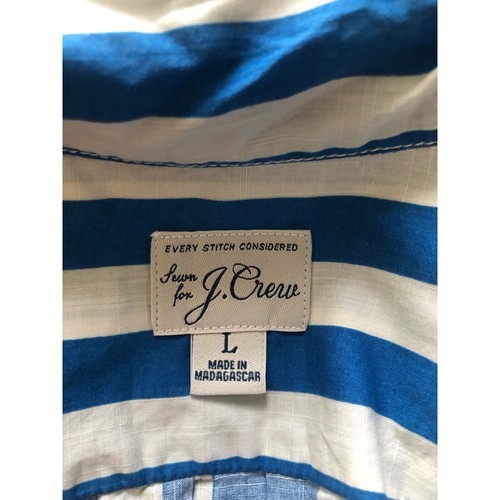 EVERY STITCH CONSIDERED
Sewn for J.Crew
L
MADE IN
MADAGASCAR